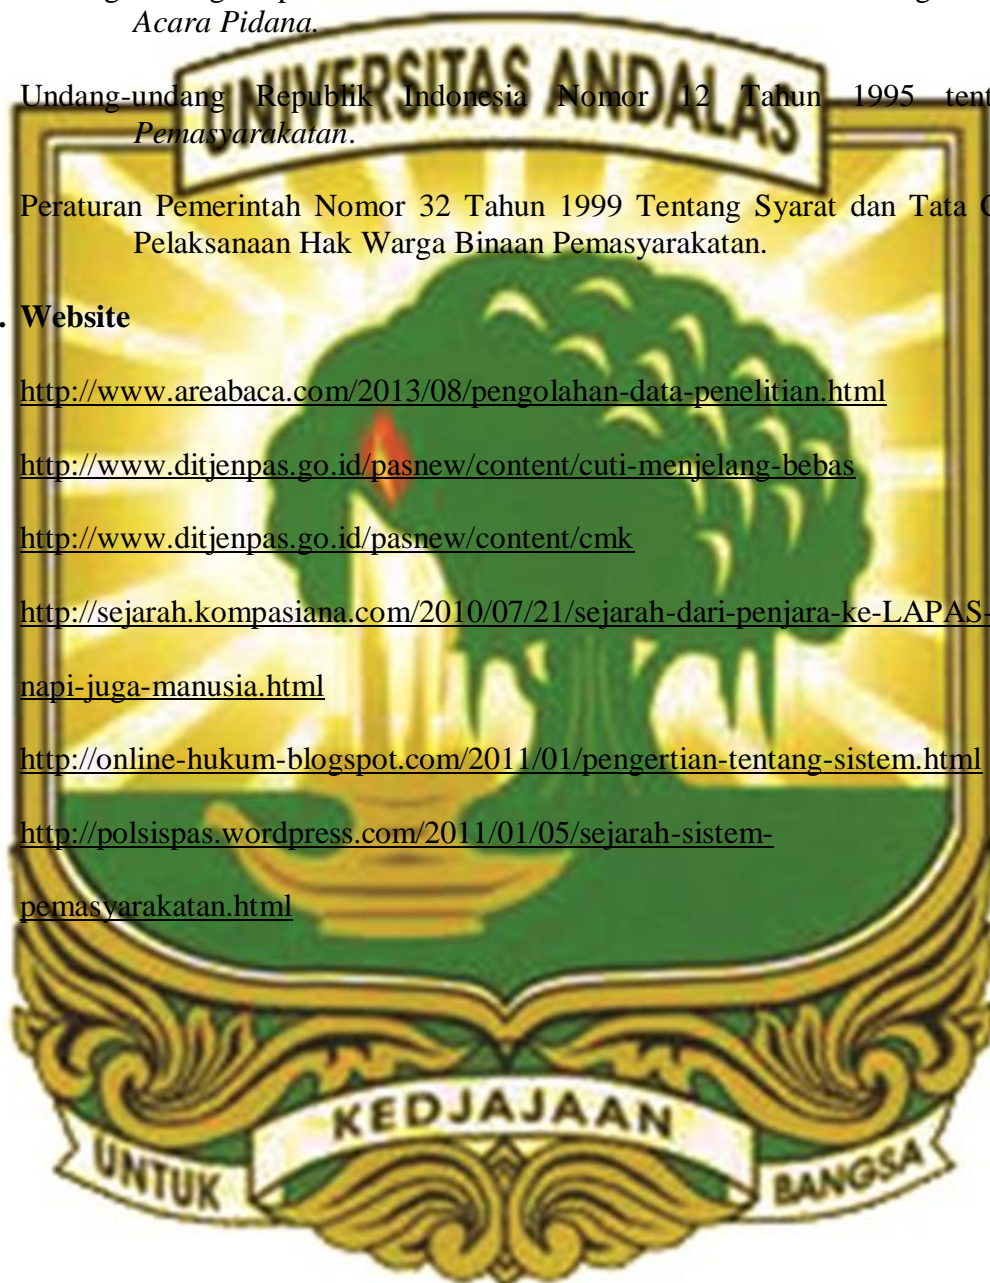 Acara Pidana.
UNIVERSITAS ANDALAS
Undang-undang Republik Indonesia Nomor 12 Tahun 1995
Pemasyarakatan.
Peraturan Pemerintah Nomor 32 Tahun 1999 Tentang Syarat dan Tata
Pelaksanaan Hak Warga Binaan Pemasyarakatan.
. Website
http://www.areabaca.com/2013/08/pengolahan-data-penelitian.html
http://www.ditjenpas.go.id/pasnew/content/cuti-menjelang-bebas
http://www.ditjenpas.go.id/pasnew/content/cmk
http://sejarah.kompasiana.com/2010/07/21/sejarah-dari-penjara-ke-LAPAS-
napi-juga-manusia.html
http://online-hukum-blogspot.com/2011/01/pengertian-tentang-sistem.html
http://polsispas.wordpress.com/2011/01/05/sejarah-sistem-
pemasyarakatan.html
UNTUK KEDJAJAAN BANGSA